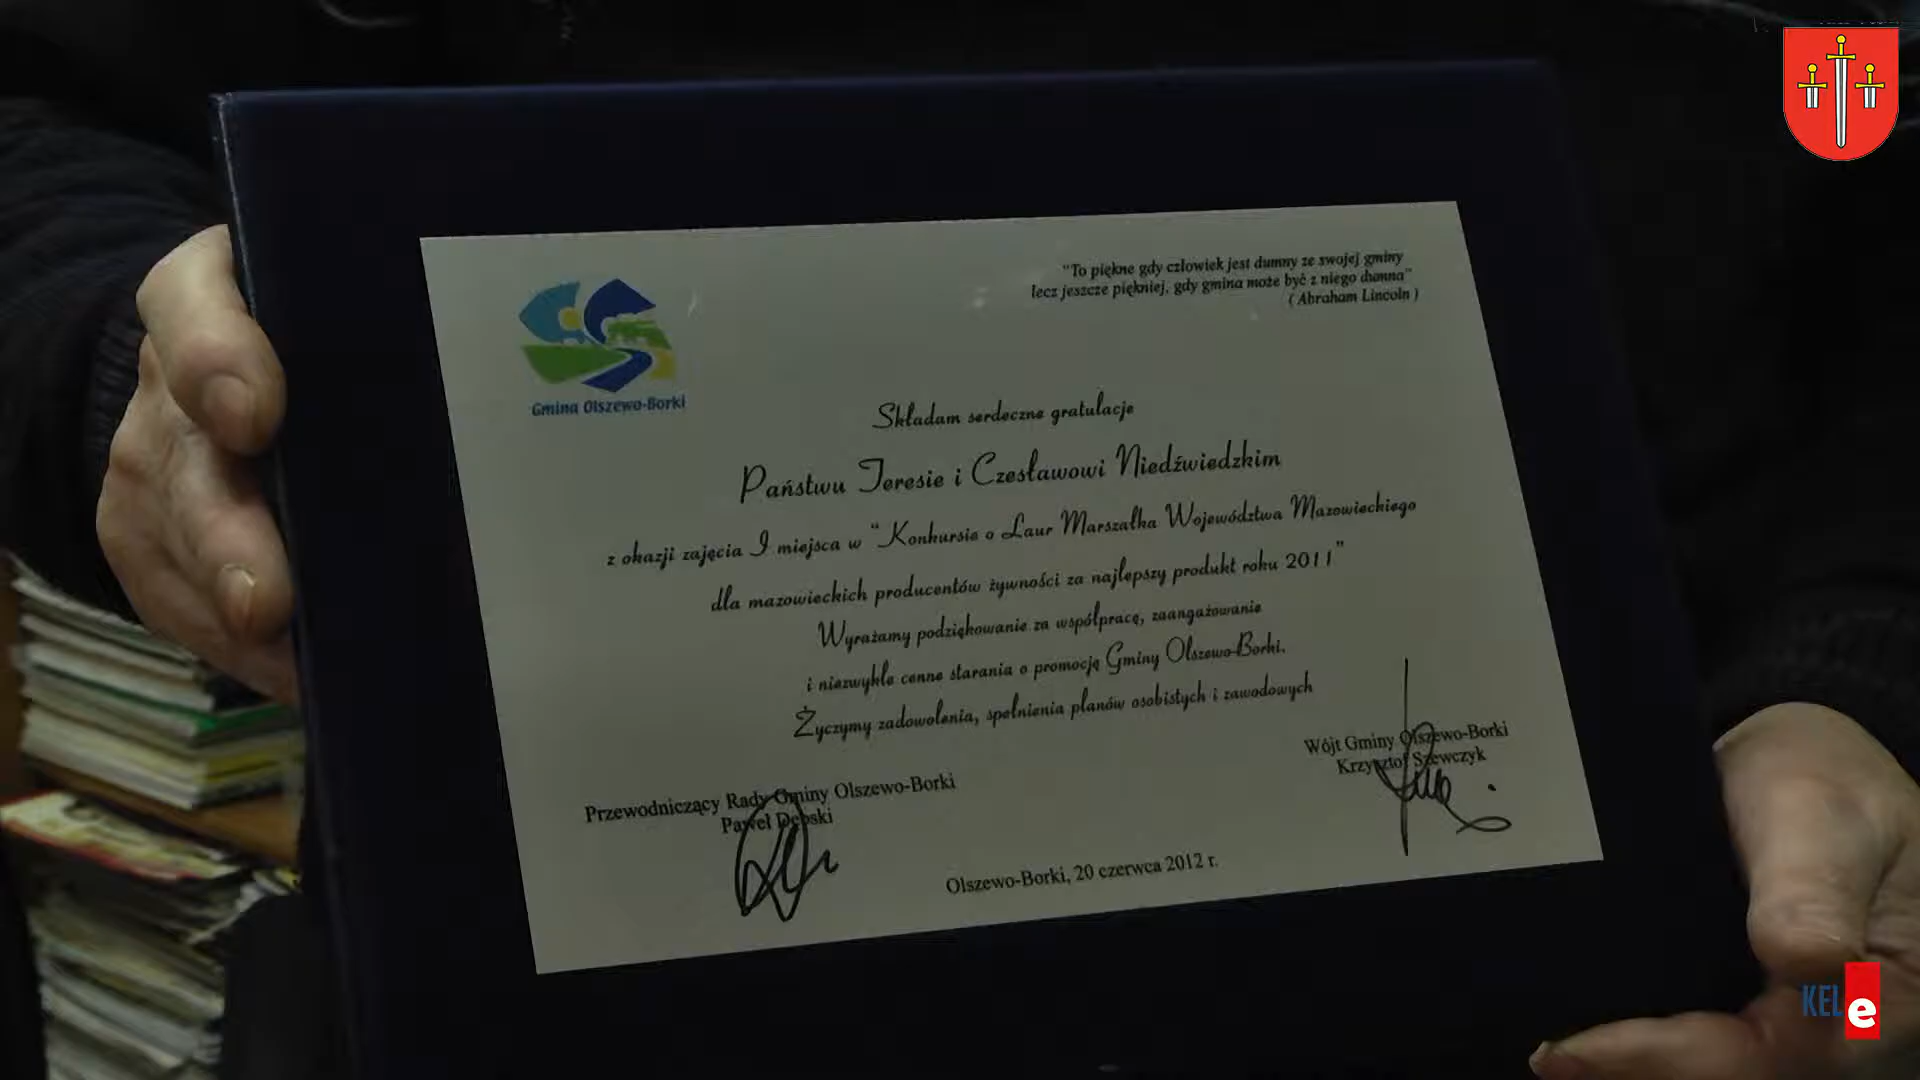 "To piękne gdy człowiek jest dumny ze swojej gminy
lecz jeszcze piękniej, gdy gmina może być z niego dumna"
( Abraham Lincoln )
Gmina Olszewo-Borki
Składam serdeczne gratulacje
Państwu Teresie i Czesławowi Niedźwiedzkim
z okazji zajęcia I miejsca w "Konkursie o Laur Marszałka Województwa Mazowieckiego
dla mazowieckich producentów żywności za najlepszy produkt roku 2011"
Wyrażamy podziękowanie za współpracę, zaangażowanie
i niezwykle cenne starania o promocję Gminy Olszewo-Borki.
Życzymy zadowolenia, spełnienia planów osobistych i zawodowych
Wójt Gminy Olszewo-Borki
Krzysztof Szewczyk
Przewodniczący Rady Gminy Olszewo-Borki
Paweł Dębski
Olszewo-Borki, 20 czerwca 2012 r.
KEL e